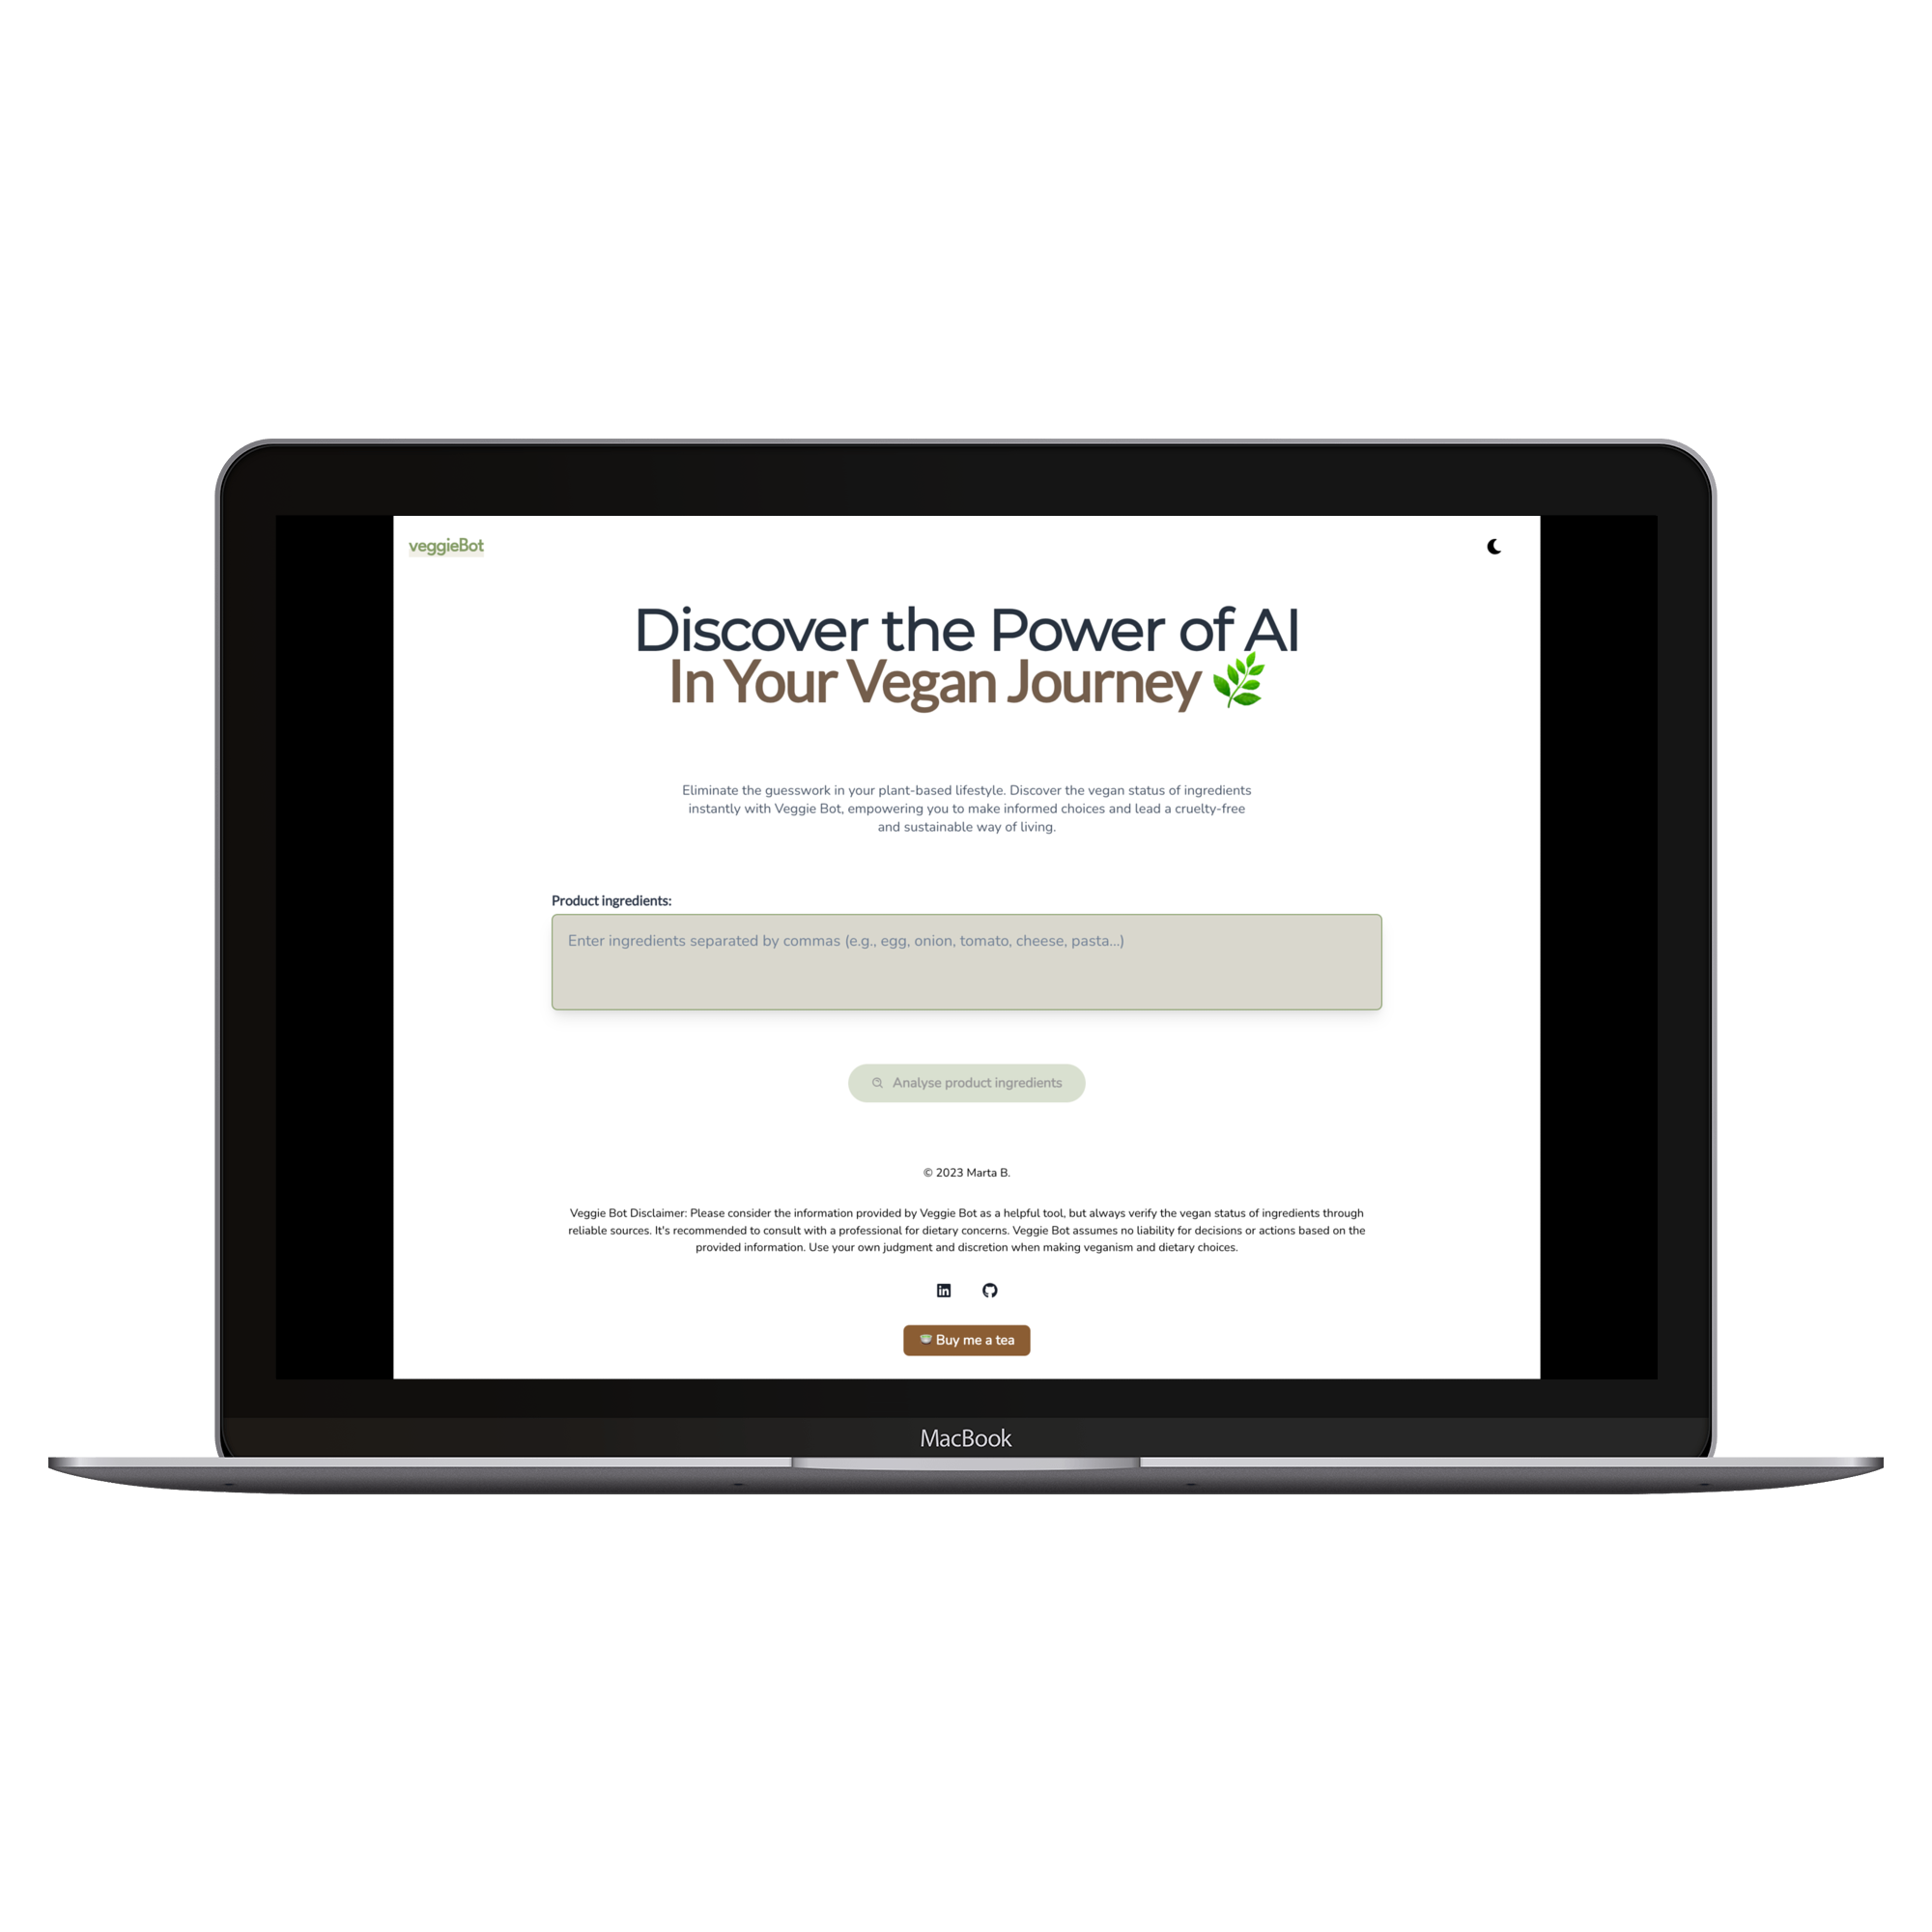 veggieBot
Discover the Power of AI
In Your Vegan Journey
Eliminate the guesswork in your plant-based lifestyle. Discover the vegan status of ingredients
instantly with Veggie Bot, empowering you to make informed choices and lead a cruelty-free
and sustainable way of living.
Product ingredients:
Enter ingredients separated by commas (e.g., egg, onion, tomato, cheese, pasta...)
Analyse product ingredients
© 2023 Marta B.
Veggie Bot Disclaimer: Please consider the information provided by Veggie Bot as a helpful tool, but always verify the vegan status of ingredients through
reliable sources. It's recommended to consult with a professional for dietary concerns. Veggie Bot assumes no liability for decisions or actions based on the
provided information. Use your own judgment and discretion when making veganism and dietary choices.
Buy me a tea
MacBook